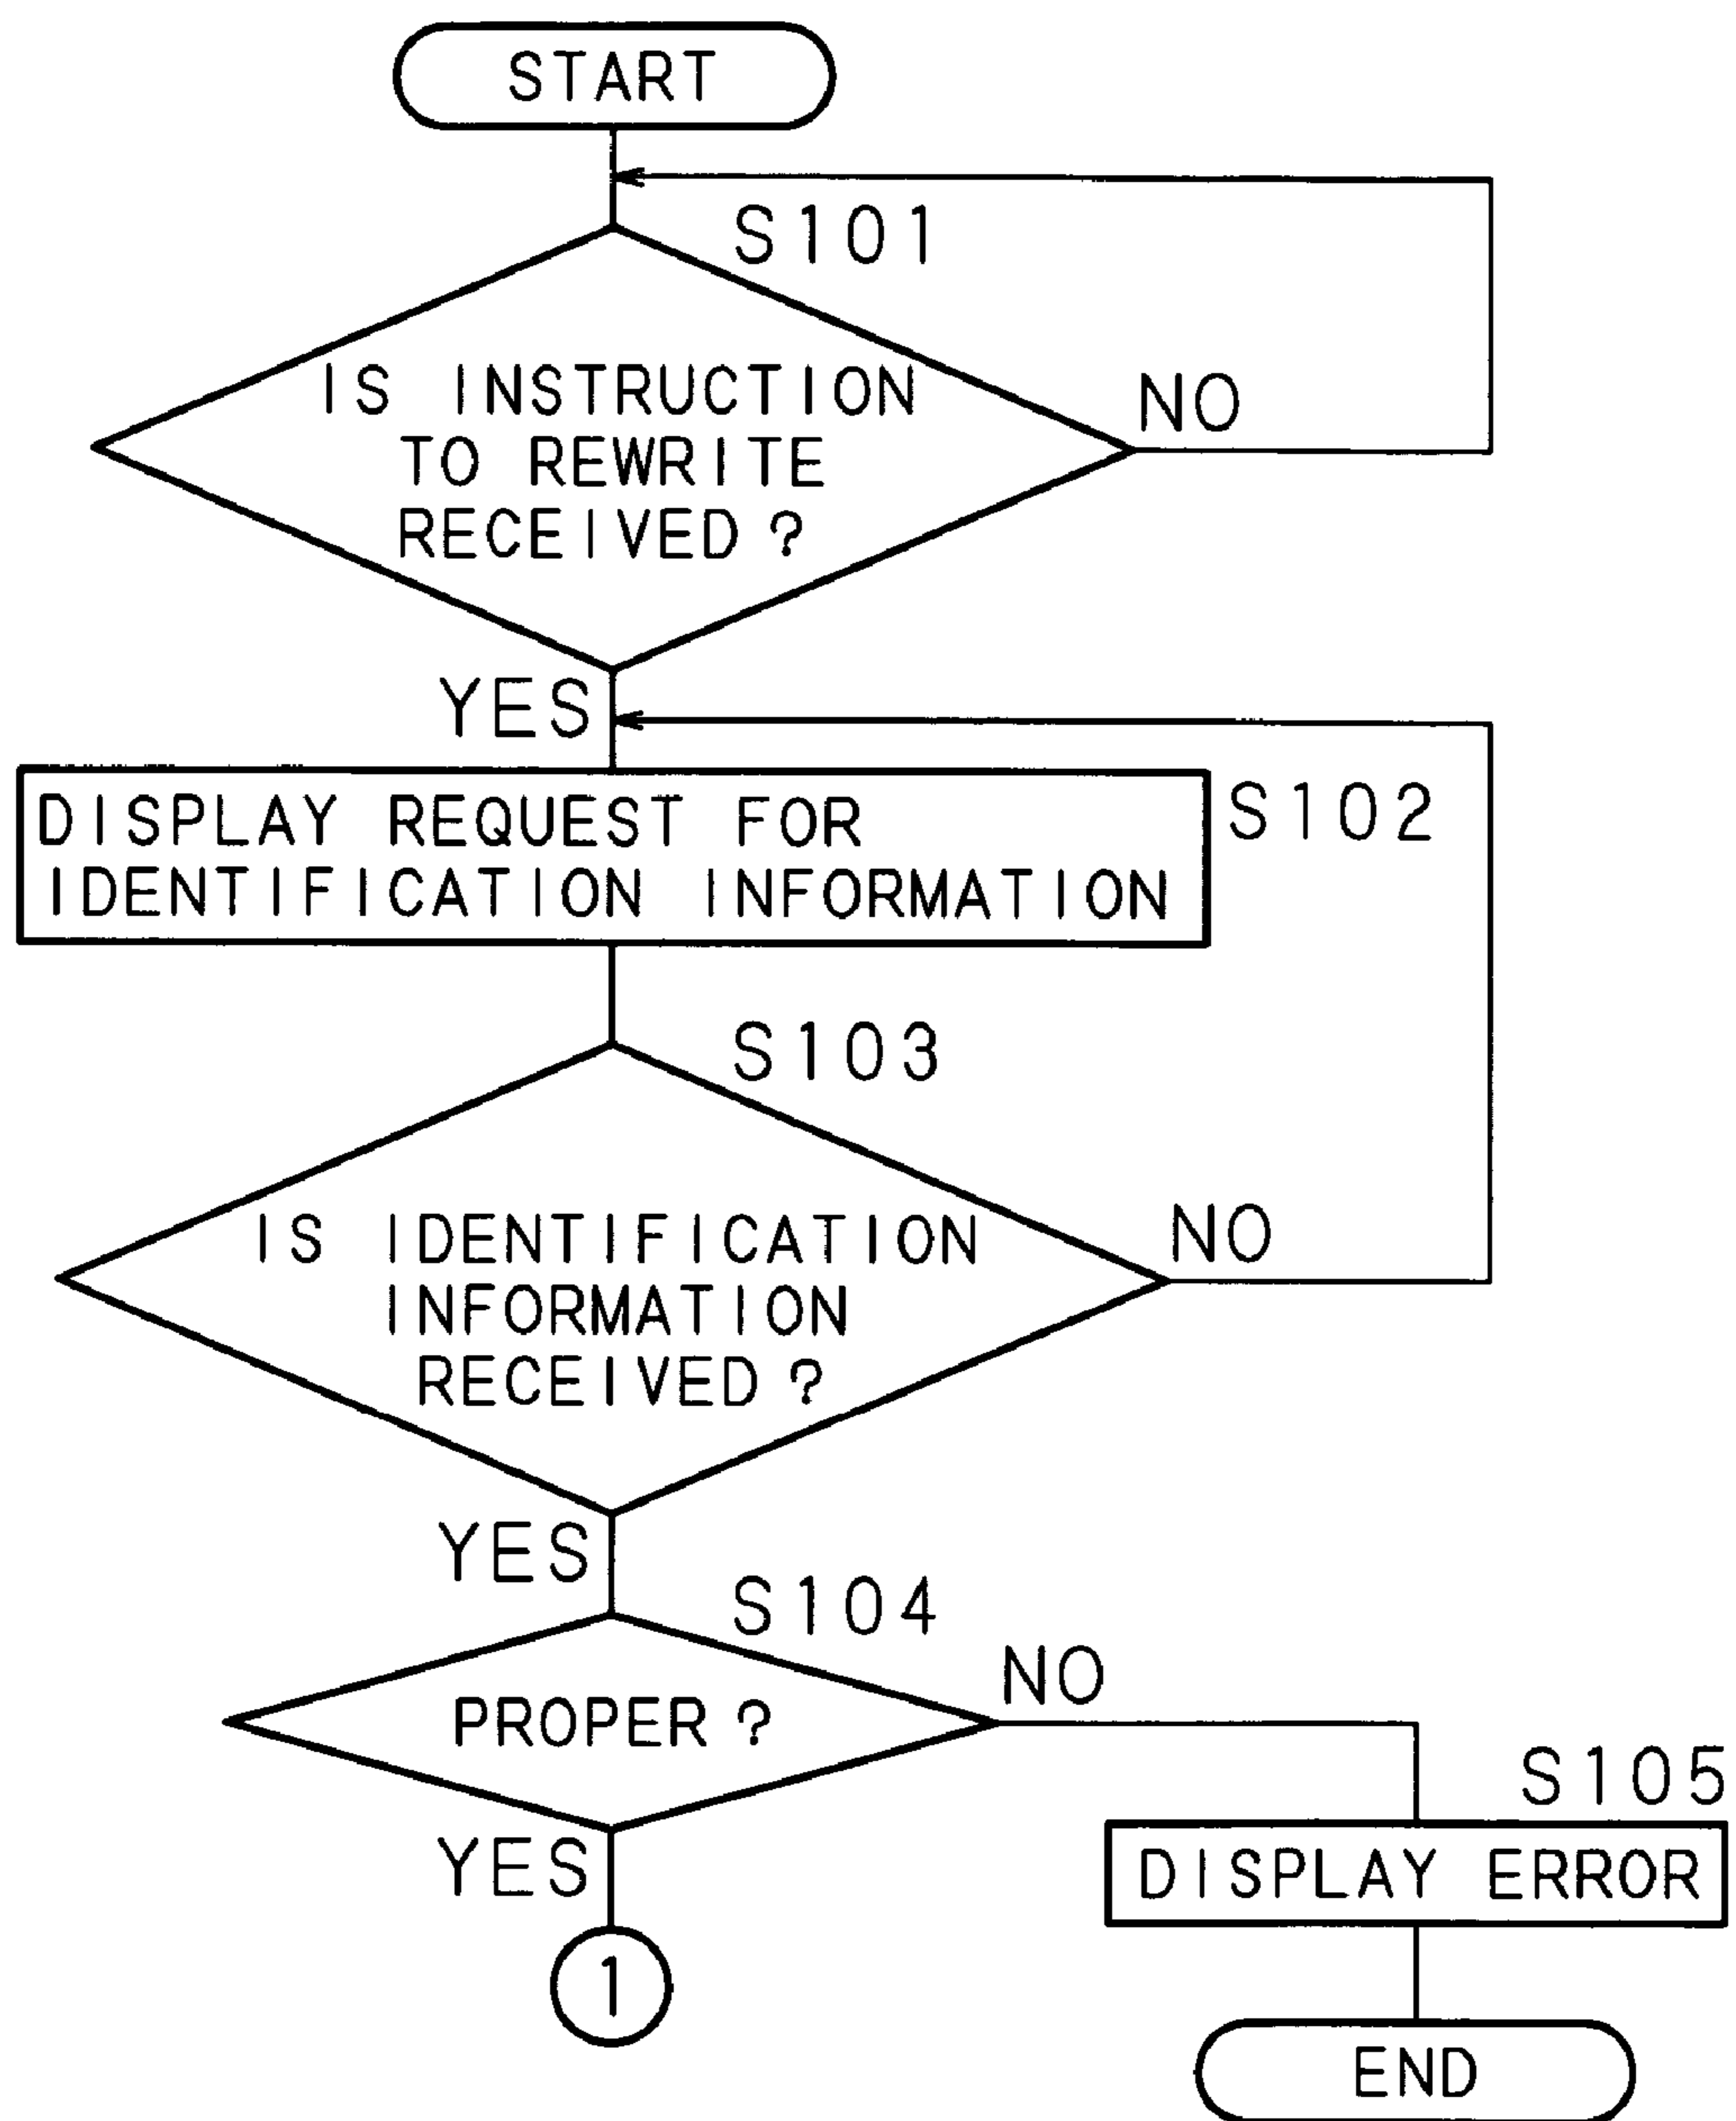 START
S101
IS INSTRUCTION
TO REWRITE
RECEIVED?
NO
YES
DISPLAY REQUEST FOR
IDENTIFICATION INFORMATION
S102
S103
IS IDENTIFICATION
INFORMATION
RECEIVED?
NO
YES
S104
PROPER?
NO
YES
S105
DISPLAY ERROR
1
END